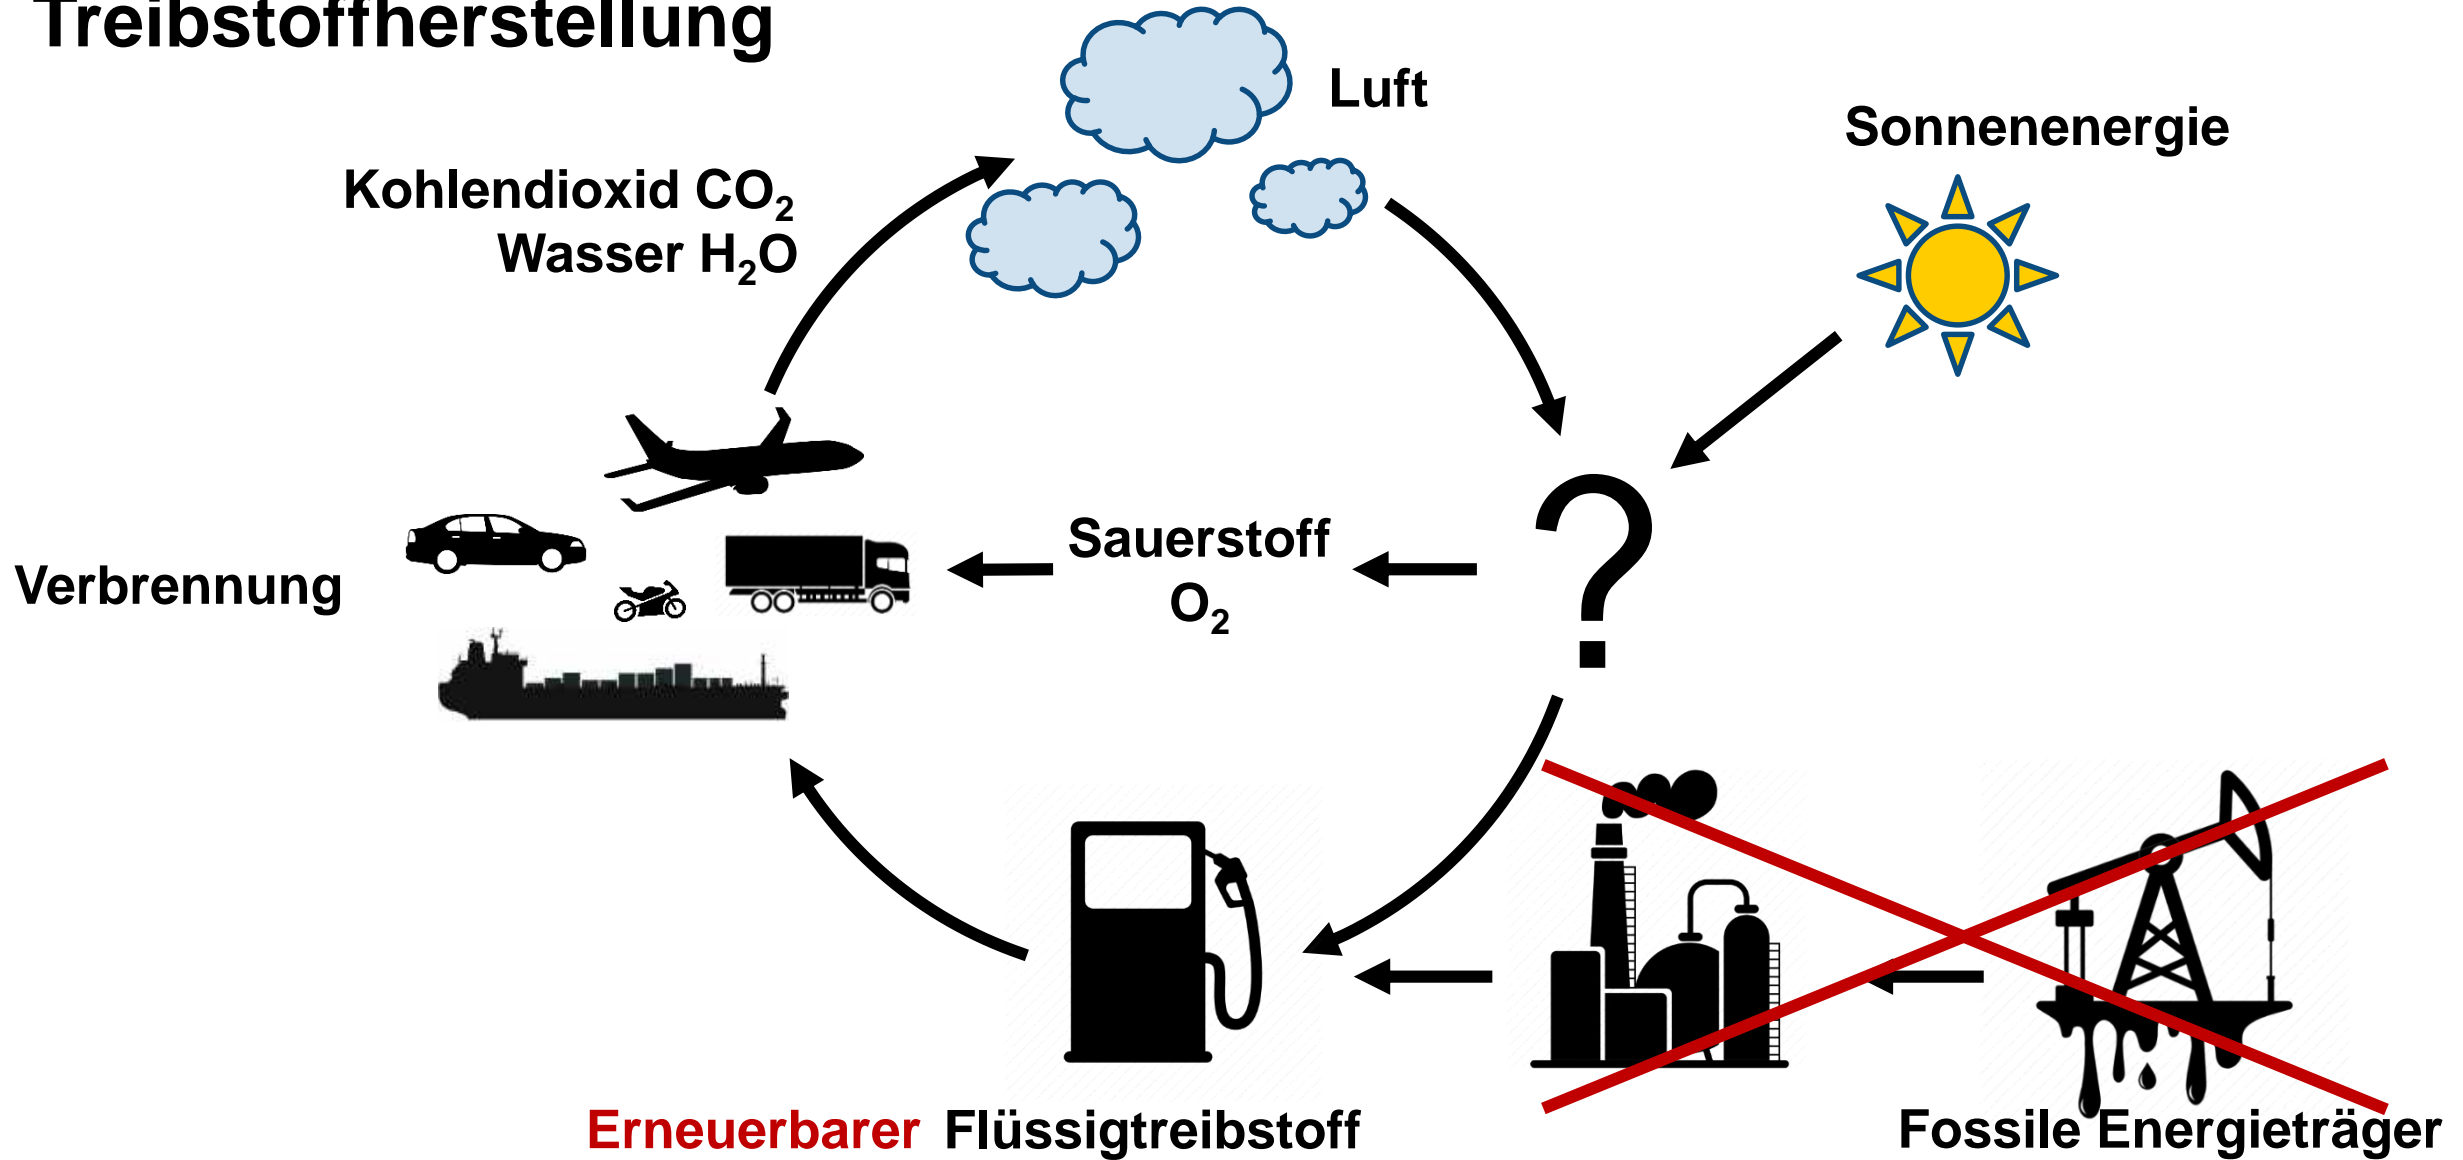 Treibstoffherstellung
Luft
Sonnenenergie
Kohlendioxid CO₂
Wasser H₂O
Sauerstoff
O₂
?
Verbrennung
Erneuerbarer Flüssigtreibstoff
Fossile Energieträger